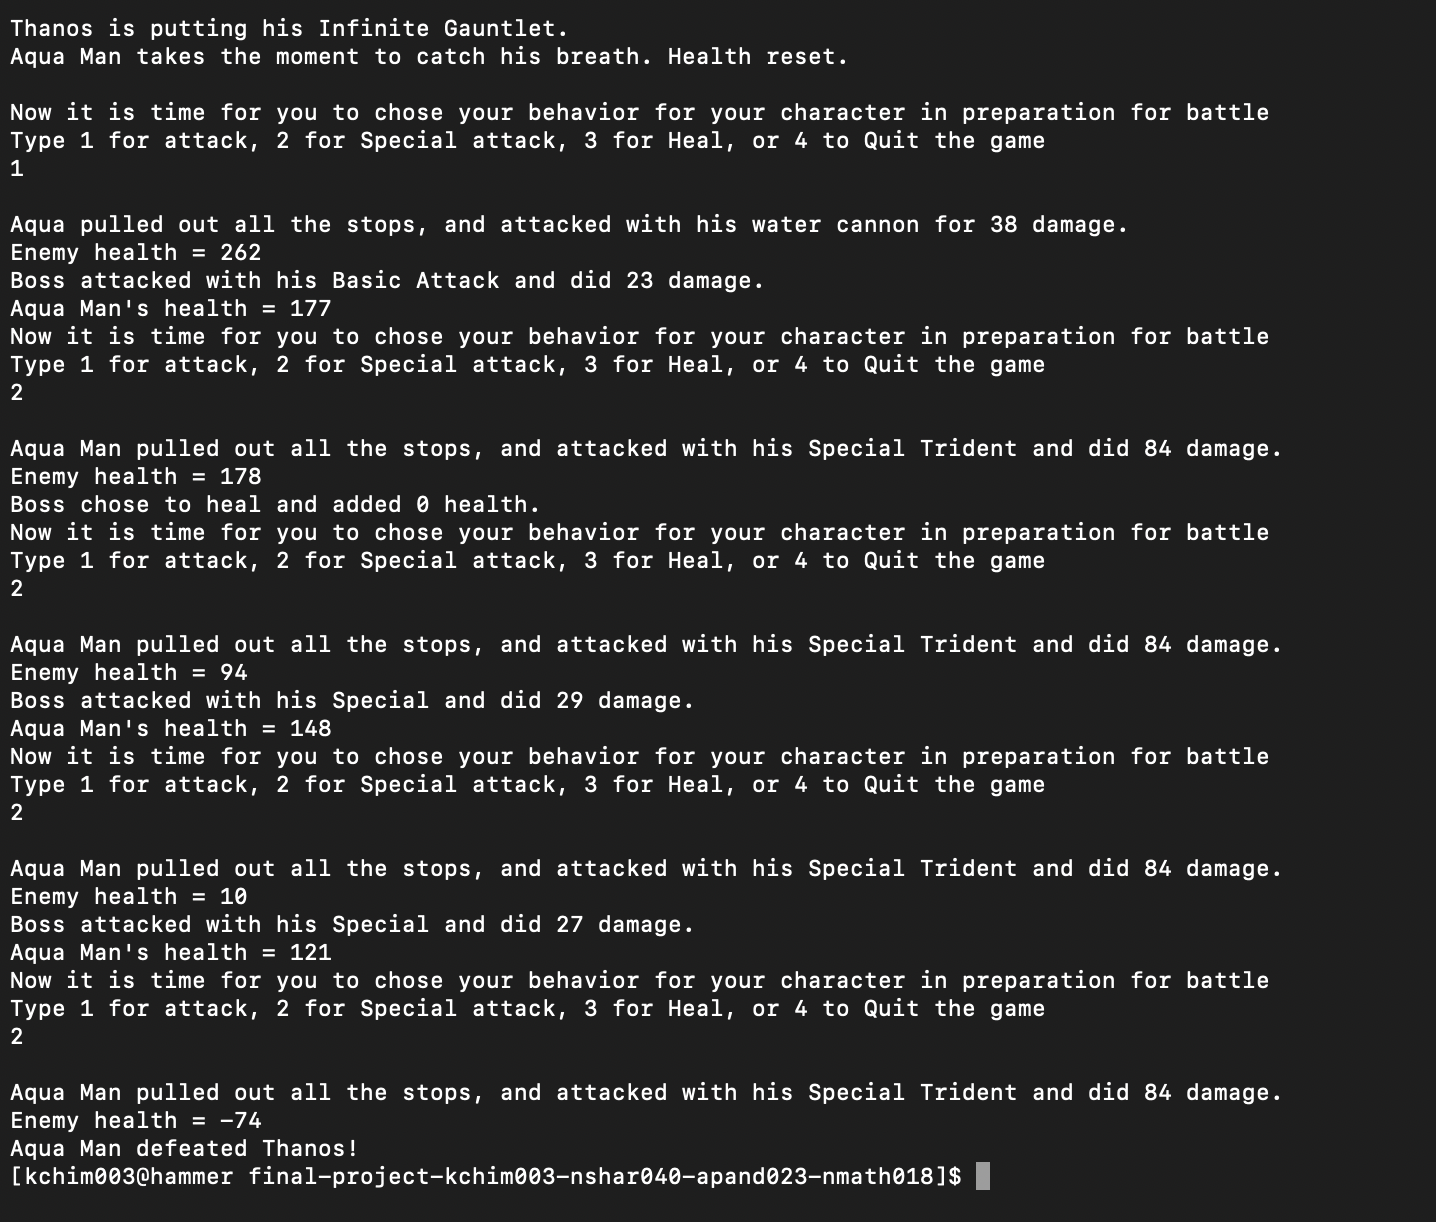 Thanos is putting his Infinite Gauntlet.
Aqua Man takes the moment to catch his breath. Health reset.
Now it is time for you to chose your behavior for your character in preparation for battle
Type 1 for attack, 2 for Special attack, 3 for Heal, or 4 to Quit the game
1
Aqua pulled out all the stops, and attacked with his water cannon for 38 damage.
Enemy health = 262
Boss attacked with his Basic Attack and did 23 damage.
Aqua Man's health = 177
Now it is time for you to chose your behavior for your character in preparation for battle
Type 1 for attack, 2 for Special attack, 3 for Heal, or 4 to Quit the game
2
Aqua Man pulled out all the stops, and attacked with his Special Trident and did 84 damage.
Enemy health = 178
Boss chose to heal and added 0 health.
Now it is time for you to chose your behavior for your character in preparation for battle
Type 1 for attack, 2 for Special attack, 3 for Heal, or 4 to Quit the game
2
Aqua Man pulled out all the stops, and attacked with his Special Trident and did 84 damage.
Enemy health = 94
Boss attacked with his Special and did 29 damage.
Aqua Man's health = 148
Now it is time for you to chose your behavior for your character in preparation for battle
Type 1 for attack, 2 for Special attack, 3 for Heal, or 4 to Quit the game
2
Aqua Man pulled out all the stops, and attacked with his Special Trident and did 84 damage.
Enemy health = 10
Boss attacked with his Special and did 27 damage.
Aqua Man's health = 121
Now it is time for you to chose your behavior for your character in preparation for battle
Type 1 for attack, 2 for Special attack, 3 for Heal, or 4 to Quit the game
2
Aqua Man pulled out all the stops, and attacked with his Special Trident and did 84 damage.
Enemy health = -74
Aqua Man defeated Thanos!
[kchim003@hammer final-project-kchim003-nshar040-apand023-nmath018]$